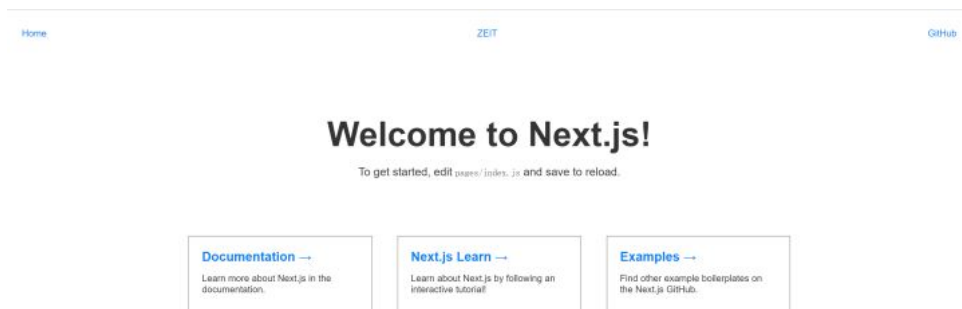 Home ZEIT GitHub
Welcome to Next.js!
To get started, edit pages/index.js and save to reload.
Documentation → Next.js Learn → Examples →
Learn more about Next.js in the Learn about Next.js by following an Find other example boilerplates on
documentation. interactive tutorial! the Next.js GitHub.